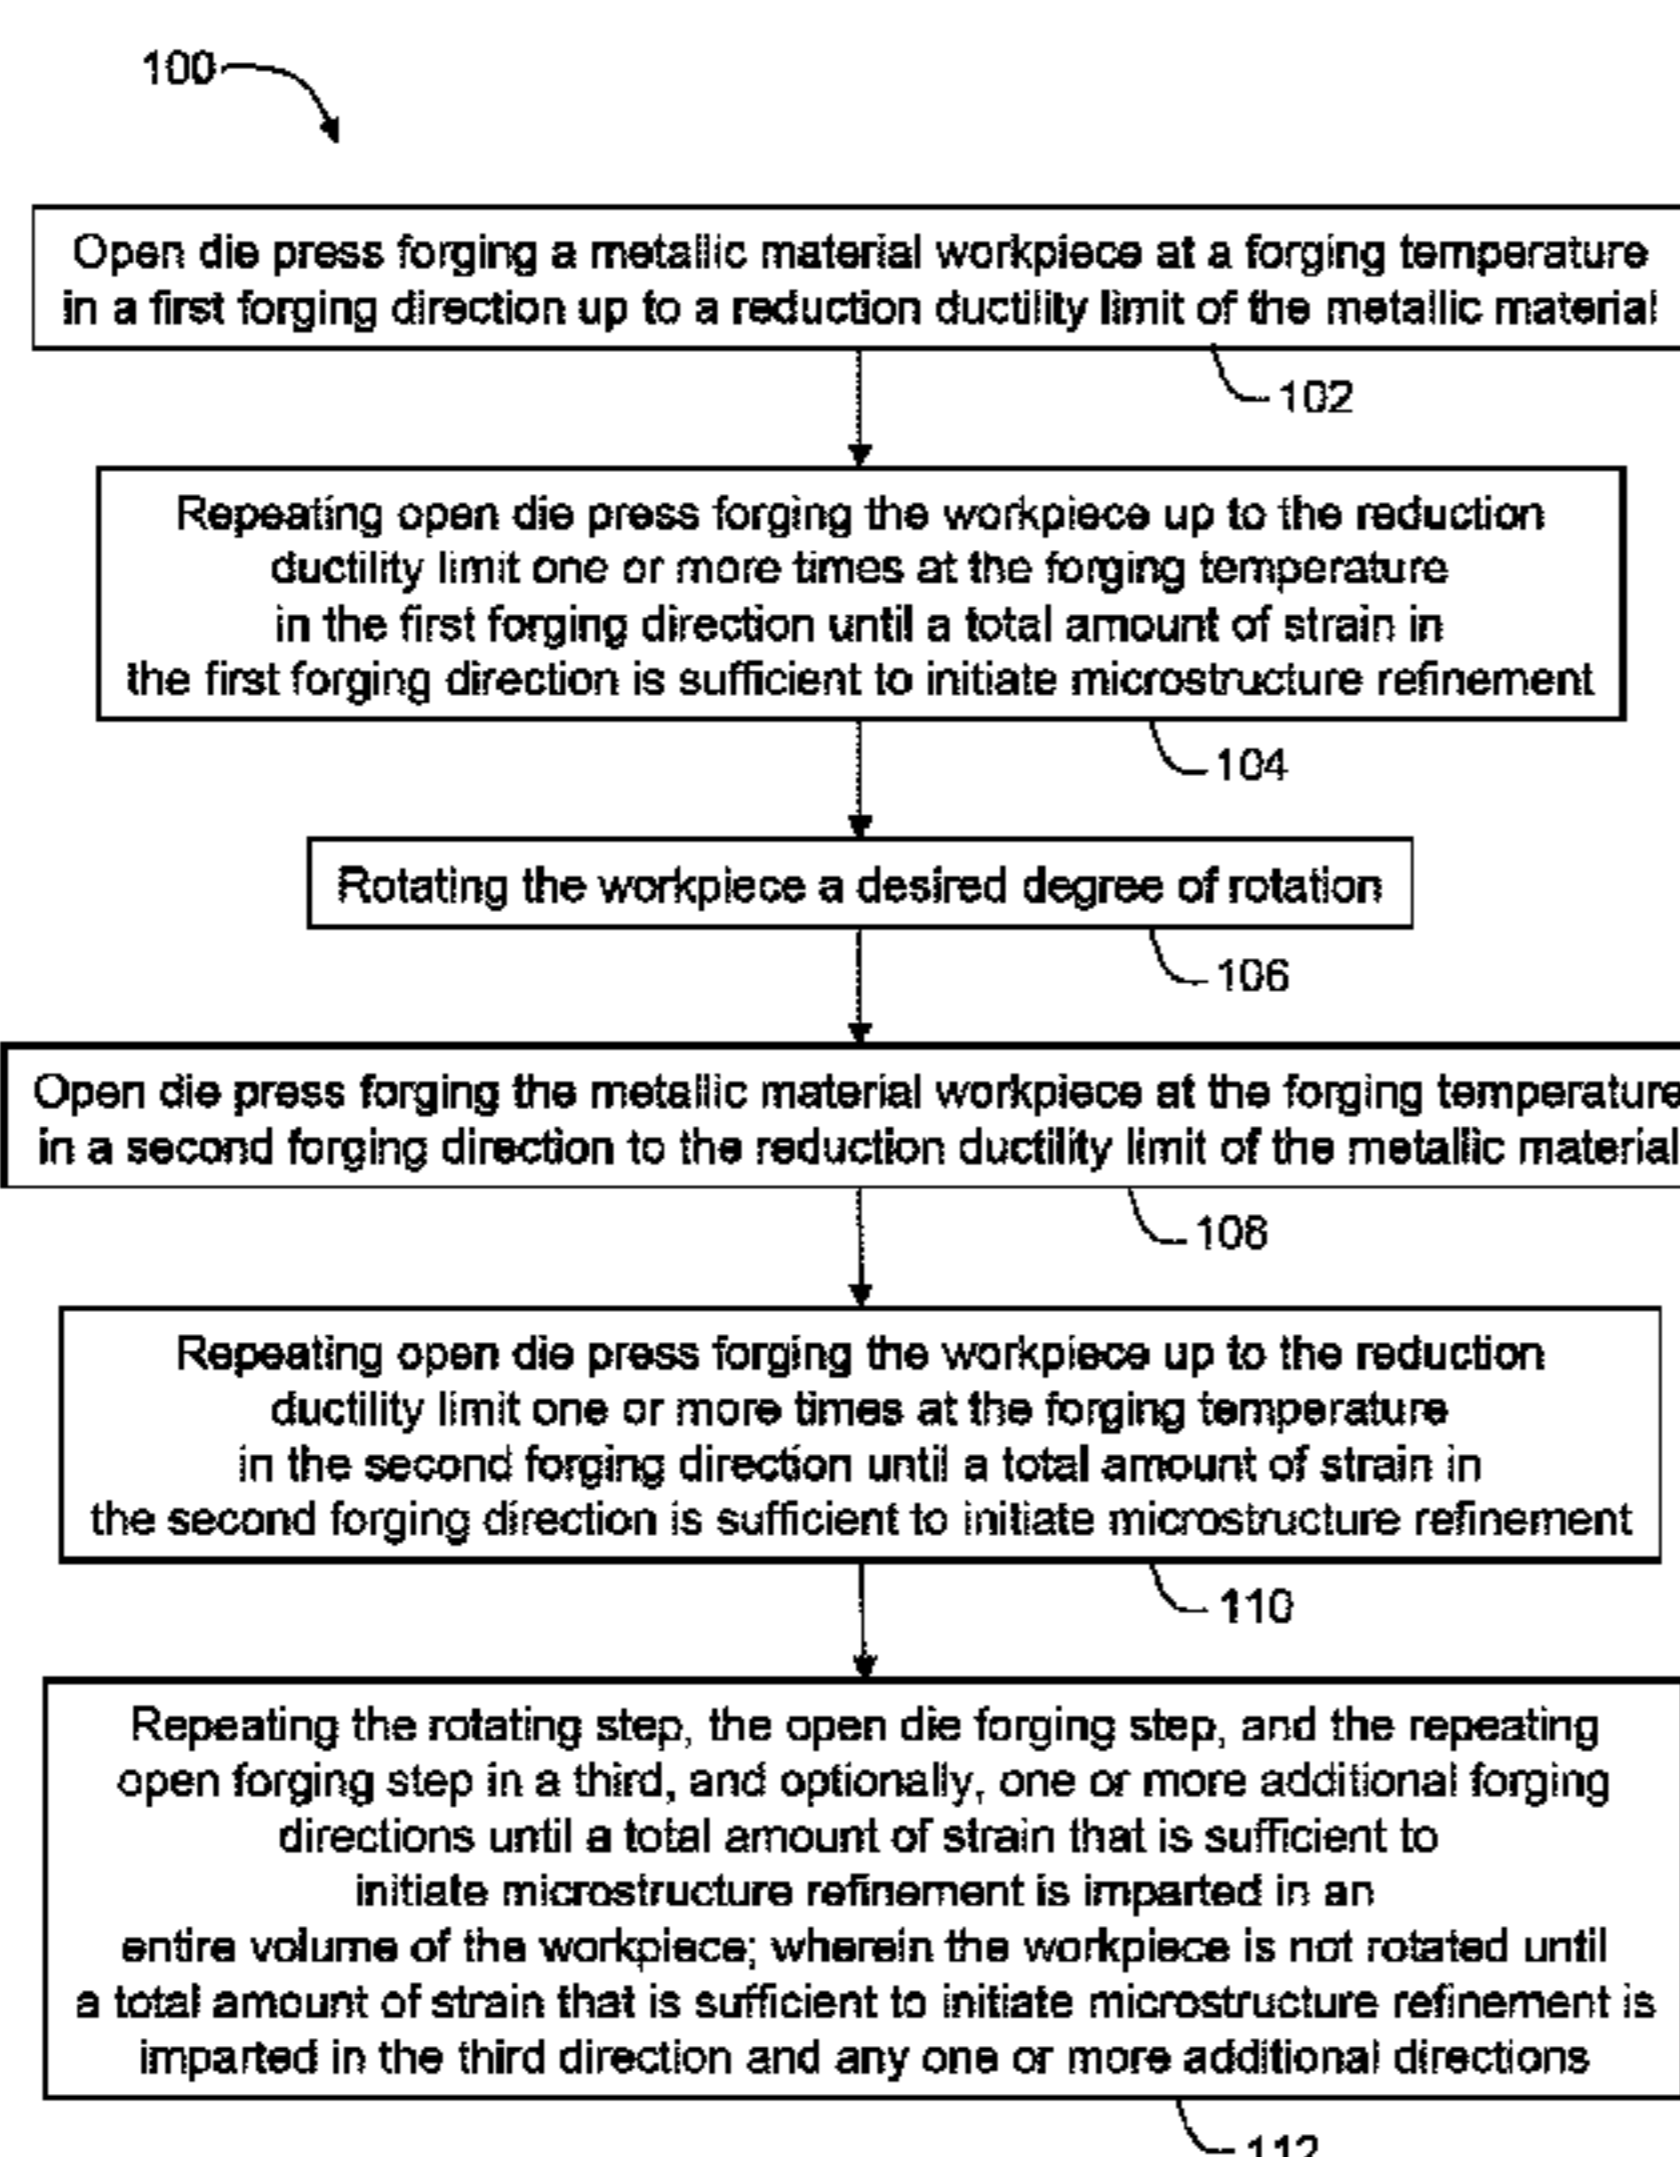 100
Open die press forging a metallic material workpiece at a forging temperature
in a first forging direction up to a reduction ductility limit of the metallic material
102
Repeating open die press forging the workpiece up to the reduction
ductility limit one or more times at the forging temperature
in the first forging direction until a total amount of strain in
the first forging direction is sufficient to initiate microstructure refinement
104
Rotating the workpiece a desired degree of rotation
106
Open die press forging the metallic material workpiece at the forging temperature
in a second forging direction to the reduction ductility limit of the metallic material
108
Repeating open die press forging the workpiece up to the reduction
ductility limit one or more times at the forging temperature
in the second forging direction until a total amount of strain in
the second forging direction is sufficient to initiate microstructure refinement
110
Repeating the rotating step, the open die forging step, and the repeating
open forging step in a third, and optionally, one or more additional forging
directions until a total amount of strain that is sufficient to
initiate microstructure refinement is imparted in an
entire volume of the workpiece; wherein the workpiece is not rotated until
a total amount of strain that is sufficient to initiate microstructure refinement is
imparted in the third direction and any one or more additional directions
112